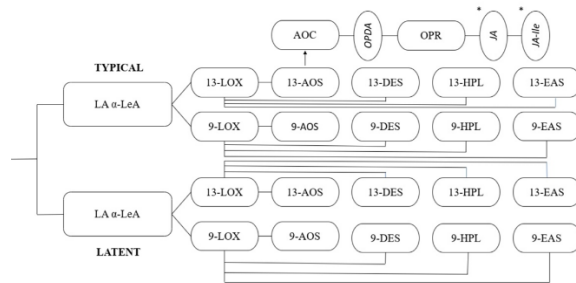 * *
AOC OPDA OPR JA JA-Ile
TYPICAL
13-LOX 13-AOS 13-DES 13-HPL 13-EAS
LA α-LeA
9-LOX 9-AOS 9-DES 9-HPL 9-EAS
13-LOX 13-AOS 13-DES 13-HPL 13-EAS
LA α-LeA
9-LOX 9-AOS 9-DES 9-HPL 9-EAS
LATENT